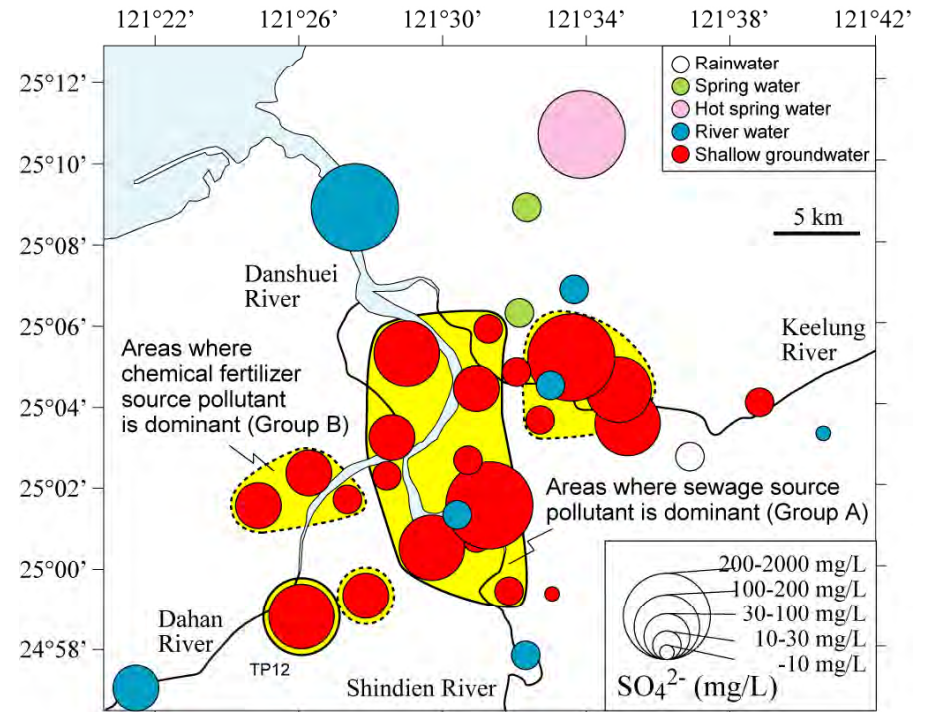 121°22’ 121°26’ 121°30’ 121°34’ 121°38’ 121°42’
25°12’
25°10’
25°08’
25°06’
25°04’
25°02’
25°00’
24°58’
Rainwater
Spring water
Hot spring water
River water
Shallow groundwater
5 km
Danshuei
River
Keelung
River
Areas where
chemical fertilizer
source pollutant
is dominant (Group B)
Areas where sewage source
pollutant is dominant (Group A)
Dahan
River
TP12
Shindien River
200-2000 mg/L
100-200 mg/L
30-100 mg/L
10-30 mg/L
-10 mg/L
SO₄²⁻ (mg/L)